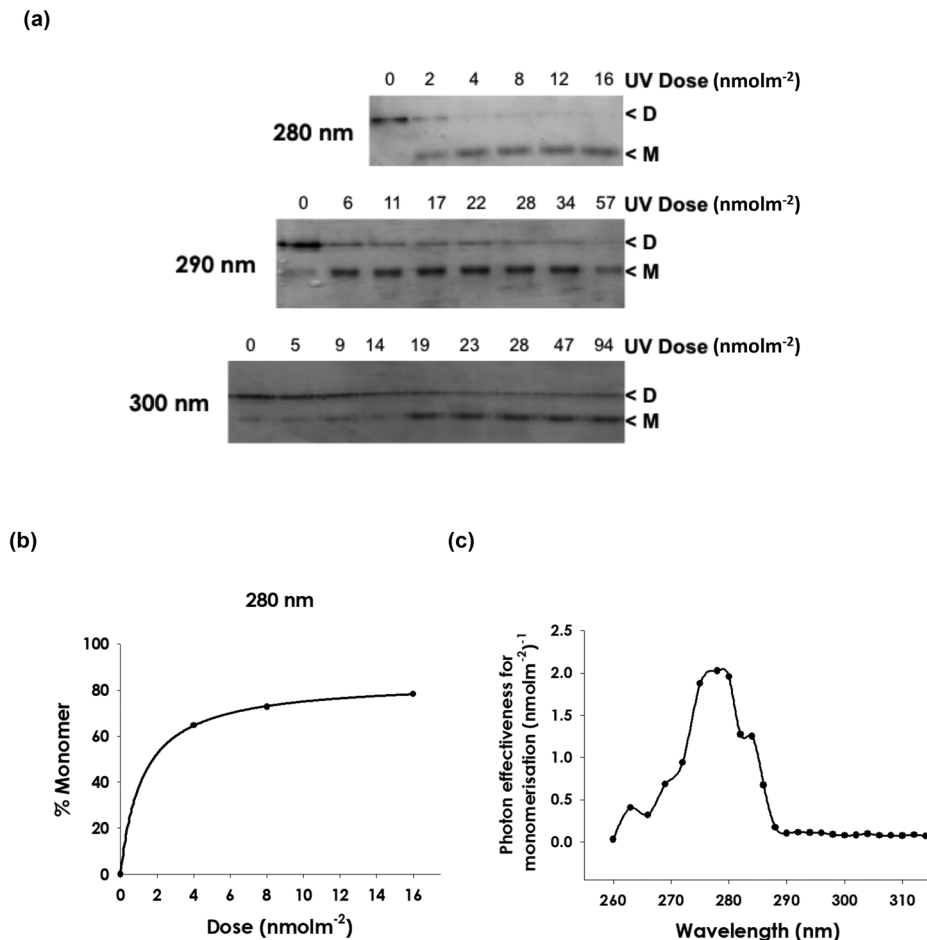 (a)
0 2 4 8 12 16 UV Dose (nmolm-2)
280 nm
< D
< M
0 6 11 17 22 28 34 57 UV Dose (nmolm-2)
290 nm
< D
< M
0 5 9 14 19 23 28 47 94 UV Dose (nmolm-2)
300 nm
< D
< M
(b)
280 nm
% Monomer
100
80
60
40
20
0
0 2 4 6 8 10 12 14 16
Dose (nmolm-2)
(c)
Photon effectiveness for
monomerisation (nmolm-2)-1
2.5
2.0
1.5
1.0
0.5
0.0
260 270 280 290 300 310
Wavelength (nm)